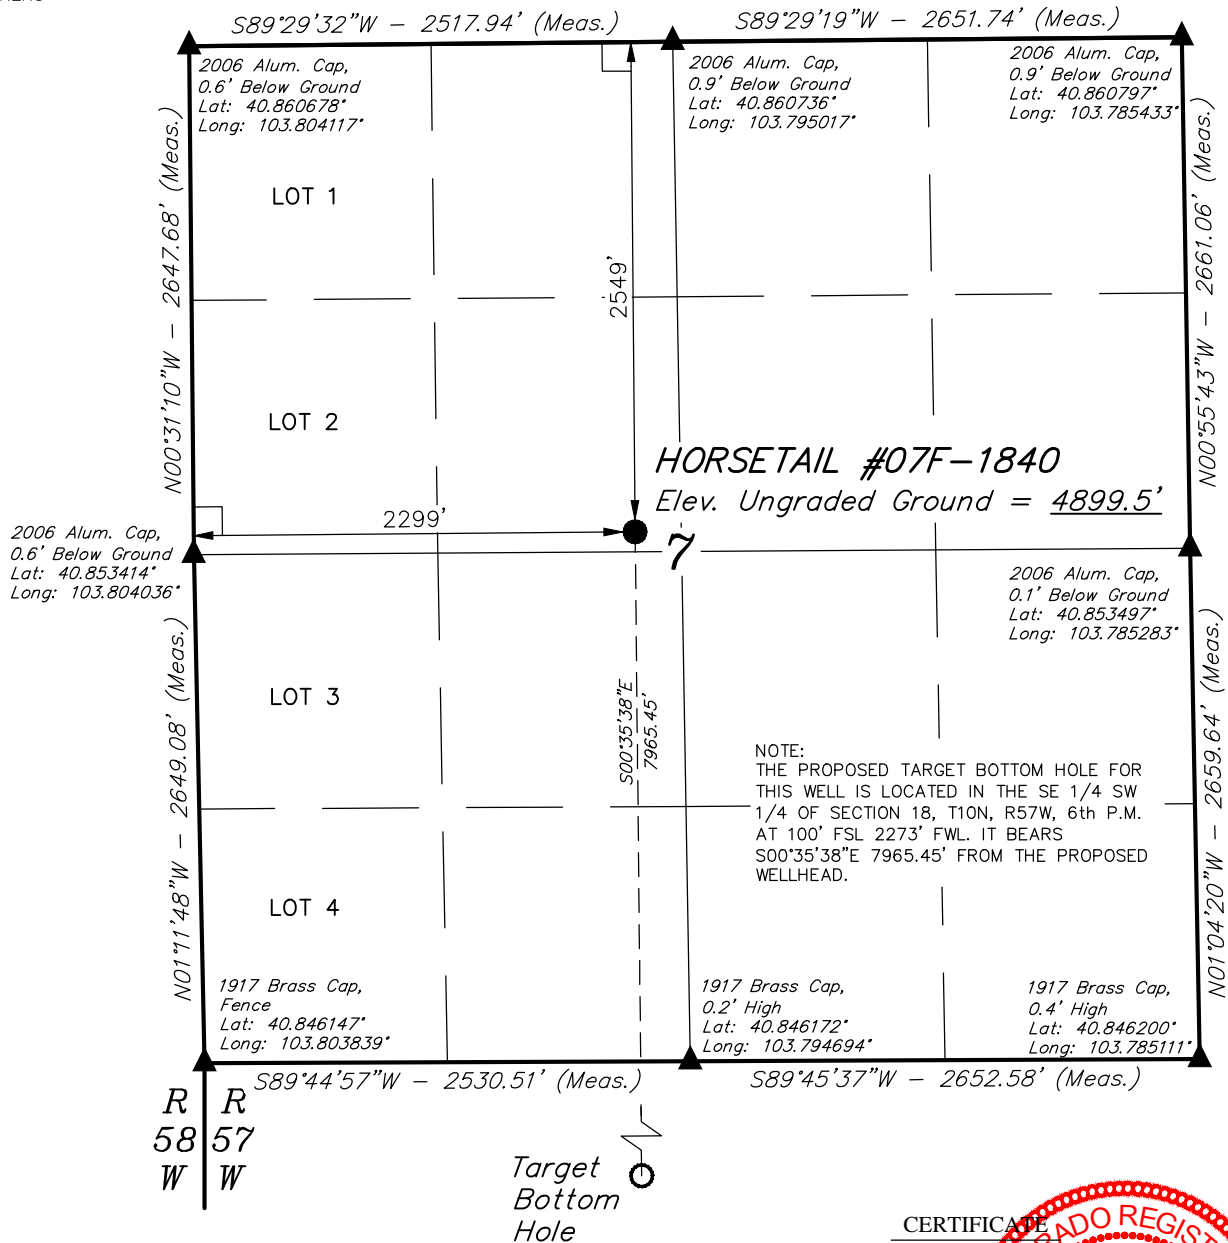 S89°29'32"W - 2517.94' (Meas.)
S89°29'19"W - 2651.74' (Meas.)
2006 Alum. Cap,
0.6' Below Ground
Lat: 40.860678°
Long: 103.804117°
2006 Alum. Cap,
0.9' Below Ground
Lat: 40.860736°
Long: 103.795017°
2006 Alum. Cap,
0.9' Below Ground
Lat: 40.860797°
Long: 103.785433°
N00°31'10"W - 2647.68' (Meas.)
N00°55'43"W - 2661.06' (Meas.)
LOT 1
2549'
LOT 2
HORSETAIL #07F-1840
Elev. Ungraded Ground = 4899.5'
2299'
7
2006 Alum. Cap,
0.6' Below Ground
Lat: 40.853414°
Long: 103.804036°
2006 Alum. Cap,
0.1' Below Ground
Lat: 40.853497°
Long: 103.785283°
N01°11'48"W - 2649.08' (Meas.)
N01°04'20"W - 2659.64' (Meas.)
LOT 3
S00°35'38"E
7965.45'
NOTE:
THE PROPOSED TARGET BOTTOM HOLE FOR
THIS WELL IS LOCATED IN THE SE 1/4 SW
1/4 OF SECTION 18, T10N, R57W, 6th P.M.
AT 100' FSL 2273' FWL. IT BEARS
S00°35'38"E 7965.45' FROM THE PROPOSED
WELLHEAD.
LOT 4
1917 Brass Cap,
Fence
Lat: 40.846147°
Long: 103.803839°
1917 Brass Cap,
0.2' High
Lat: 40.846172°
Long: 103.794694°
1917 Brass Cap,
0.4' High
Lat: 40.846200°
Long: 103.785111°
S89°44'57"W - 2530.51' (Meas.)
S89°45'37"W - 2652.58' (Meas.)
R R
58 57
W W
Target
Bottom
Hole
CERTIFICATE
RADO REGIST